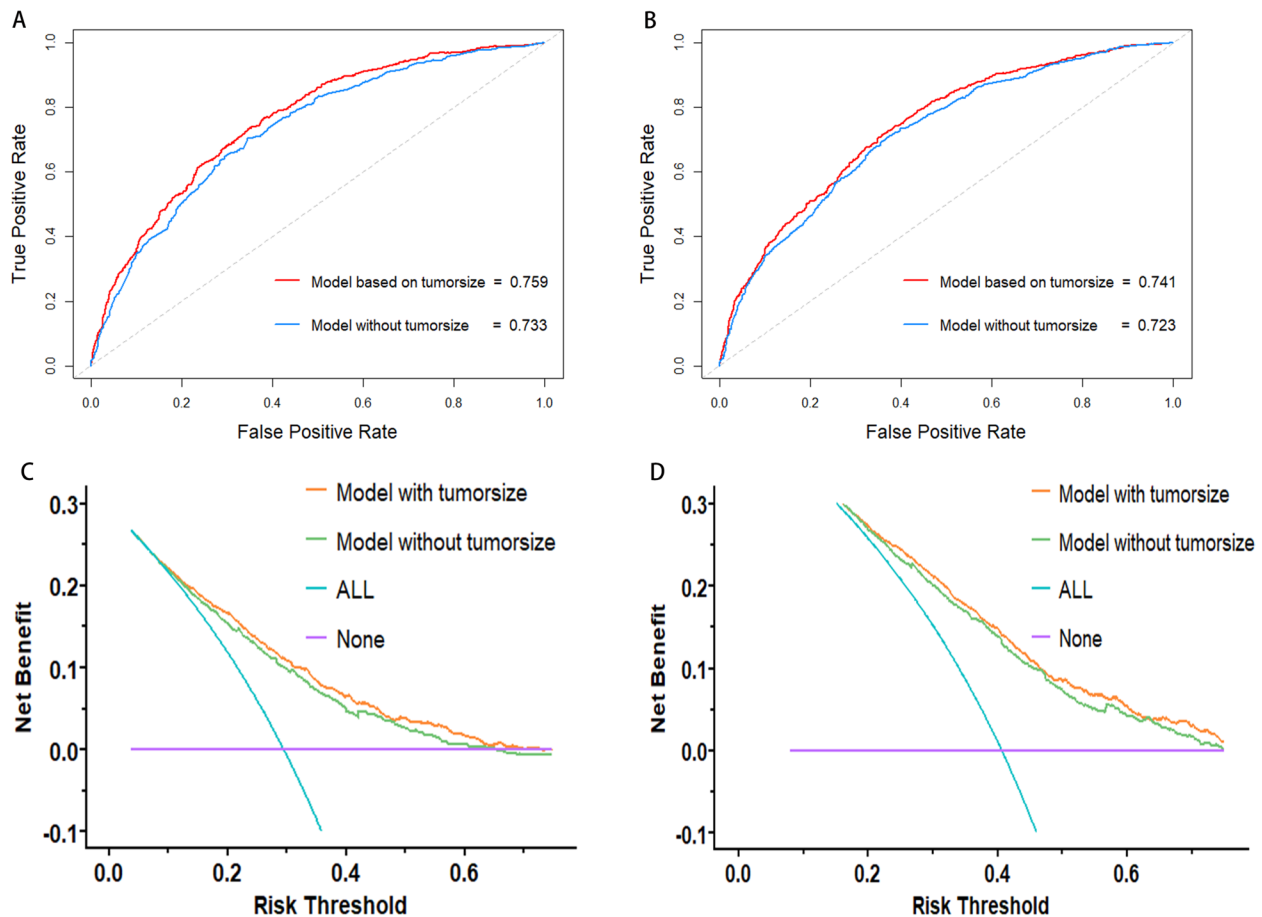 A
True Positive Rate
0.0 0.2 0.4 0.6 0.8 1.0
Model based on tumorsize = 0.759
Model without tumorsize = 0.733
0.0 0.2 0.4 0.6 0.8 1.0
False Positive Rate
B
True Positive Rate
0.0 0.2 0.4 0.6 0.8 1.0
Model based on tumorsize = 0.741
Model without tumorsize = 0.723
0.0 0.2 0.4 0.6 0.8 1.0
False Positive Rate
C
Net Benefit
0.3
0.2
0.1
0.0
-0.1
Model with tumorsize
Model without tumorsize
ALL
None
0.0 0.2 0.4 0.6
Risk Threshold
D
Net Benefit
0.3
0.2
0.1
0.0
-0.1
Model with tumorsize
Model without tumorsize
ALL
None
0.0 0.2 0.4 0.6
Risk Threshold